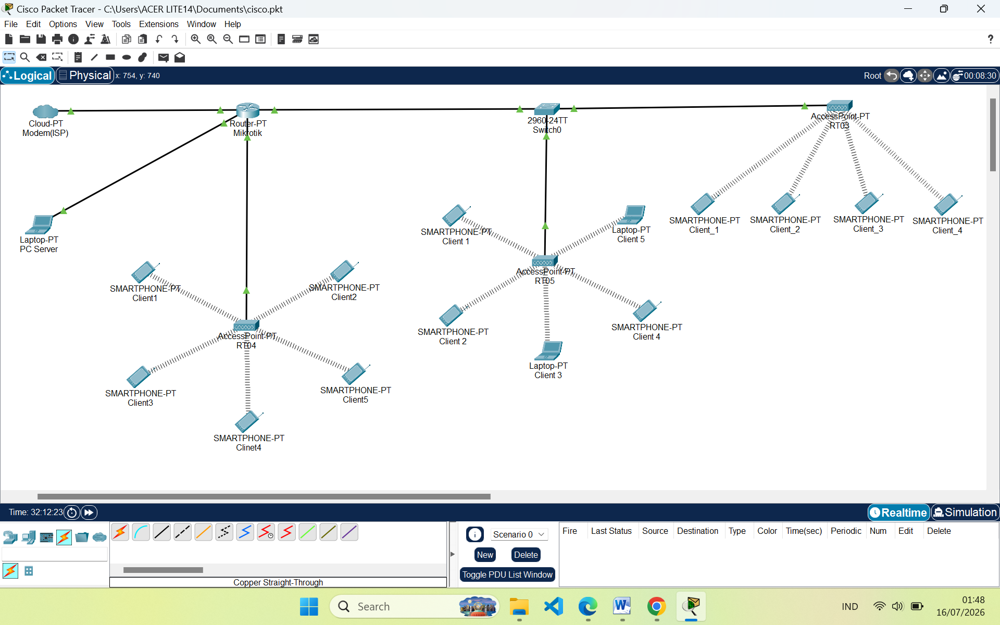 Cisco Packet Tracer - C:\Users\ACER LITE14\Documents\cisco.pkt
File Edit Options View Tools Extensions Window Help
?
Logical Physical x: 754, y: 740 Root 00:08:30
Cloud-PT
Modem(ISP)
Router-PT
Mikrotik
2960-24TT
Switch0
AccessPoint-PT
RT03
Laptop-PT
PC Server
SMARTPHONE-PT
Client 1
Laptop-PT
Client 5
SMARTPHONE-PT
Client_1
SMARTPHONE-PT
Client_2
SMARTPHONE-PT
Client_3
SMARTPHONE-PT
Client_4
SMARTPHONE-PT
Client1
SMARTPHONE-PT
Client2
AccessPoint-PT
RT05
SMARTPHONE-PT
Client 2
SMARTPHONE-PT
Client 4
AccessPoint-PT
RT04
Laptop-PT
Client 3
SMARTPHONE-PT
Client3
SMARTPHONE-PT
Client5
SMARTPHONE-PT
Clinet4
Time: 32:12:23 Realtime Simulation
Scenario 0
New Delete
Toggle PDU List Window
Fire Last Status Source Destination Type Color Time(sec) Periodic Num Edit Delete
Copper Straight-Through
Search
IND
01:48
16/07/2026